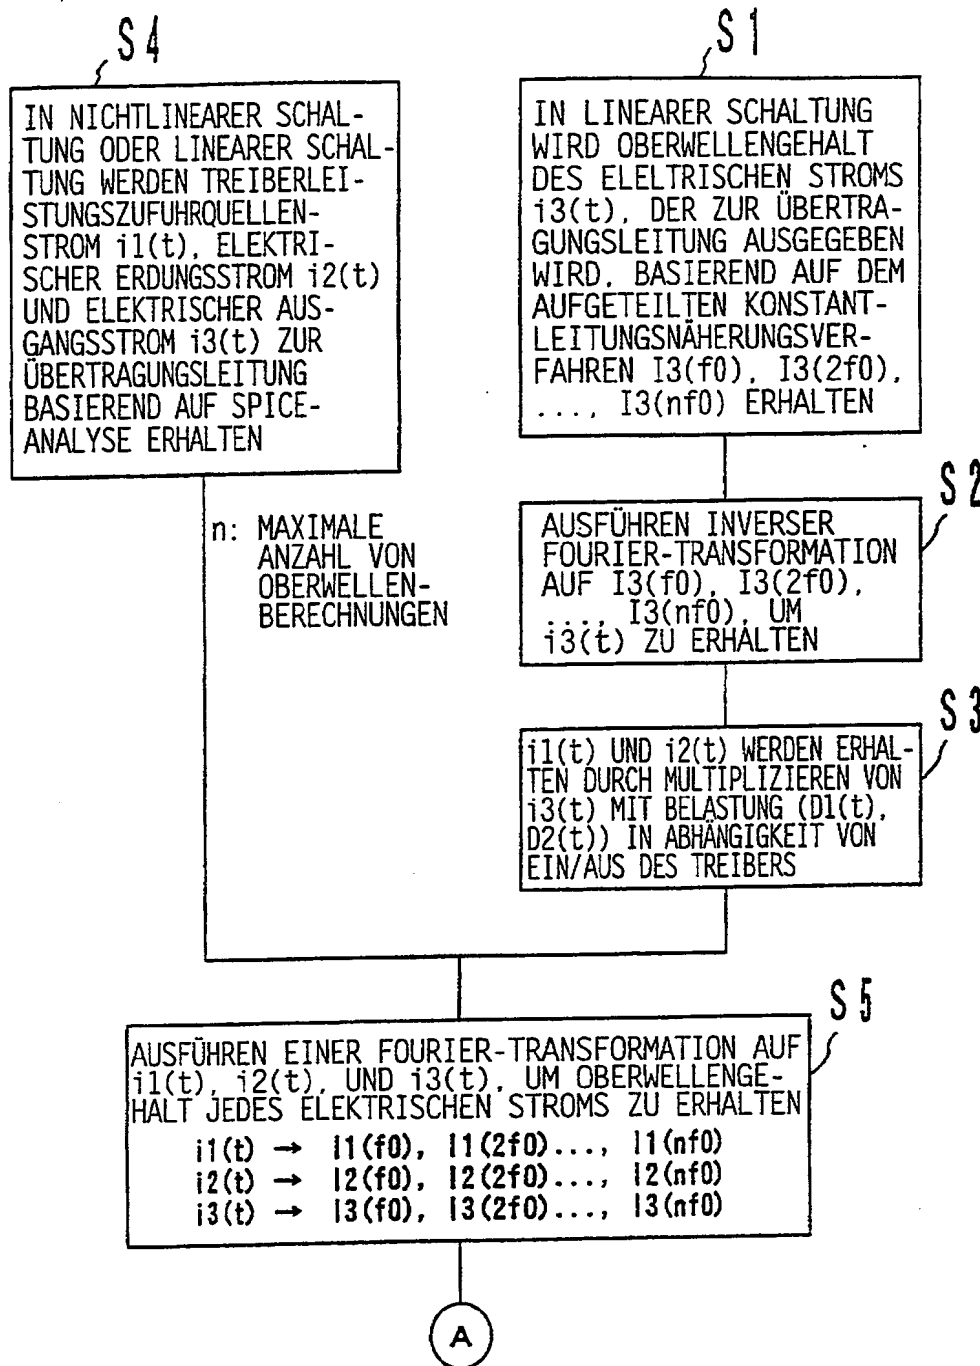 S 4
IN NICHTLINEARER SCHAL-
TUNG ODER LINEARER SCHAL-
TUNG WERDEN TREIBERLEI-
STUNGSZUFUHRQUELLEN-
STROM i1(t), ELEKTRI-
SCHER ERDUNGSSTROM i2(t)
UND ELEKTRISCHER AUS-
GANGSSTROM i3(t) ZUR
ÜBERTRAGUNGSLEITUNG
BASIEREND AUF SPICE-
ANALYSE ERHALTEN
n: MAXIMALE
ANZAHL VON
OBERWELLEN-
BERECHNUNGEN
S 1
IN LINEARER SCHALTUNG
WIRD OBERWELLENGEHALT
DES ELELTRISCHEN STROMS
i3(t), DER ZUR ÜBERTRA-
GUNGSLEITUNG AUSGEGEBEN
WIRD, BASIEREND AUF DEM
AUFGETEILTEN KONSTANT-
LEITUNGSNÄHERUNGSVER-
FAHREN I3(f0), I3(2f0),
..., I3(nf0) ERHALTEN
S 2
AUSFÜHREN INVERSER
FOURIER-TRANSFORMATION
AUF I3(f0), I3(2f0),
..., I3(nf0), UM
i3(t) ZU ERHALTEN
S 3
i1(t) UND i2(t) WERDEN ERHAL-
TEN DURCH MULTIPLIZIEREN VON
i3(t) MIT BELASTUNG (D1(t),
D2(t)) IN ABHÄNGIGKEIT VON
EIN/AUS DES TREIBERS
S 5
AUSFÜHREN EINER FOURIER-TRANSFORMATION AUF
i1(t), i2(t), UND i3(t), UM OBERWELLENGE-
HALT JEDES ELEKTRISCHEN STROMS ZU ERHALTEN
i1(t) → I1(f0), I1(2f0)..., I1(nf0)
i2(t) → I2(f0), I2(2f0)..., I2(nf0)
i3(t) → I3(f0), I3(2f0)..., I3(nf0)
A